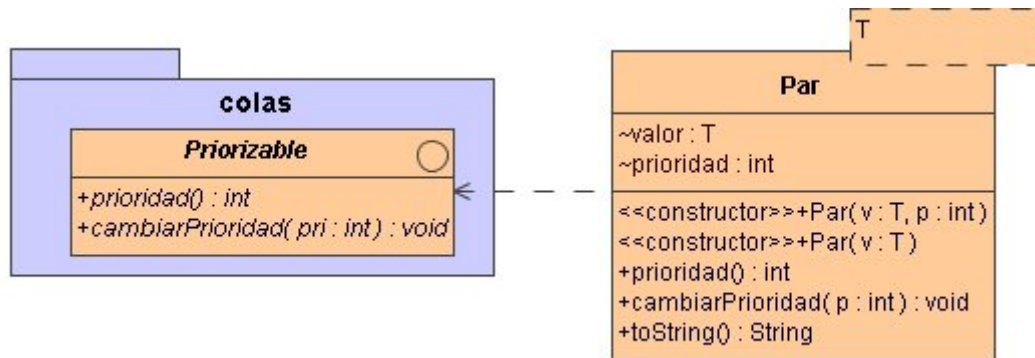 colas
Priorizable
+prioridad() : int
+cambiarPrioridad( pri : int ) : void
T
Par
~valor : T
~prioridad : int
<<constructor>>+Par( v : T, p : int )
<<constructor>>+Par( v : T )
+prioridad() : int
+cambiarPrioridad( p : int ) : void
+toString() : String